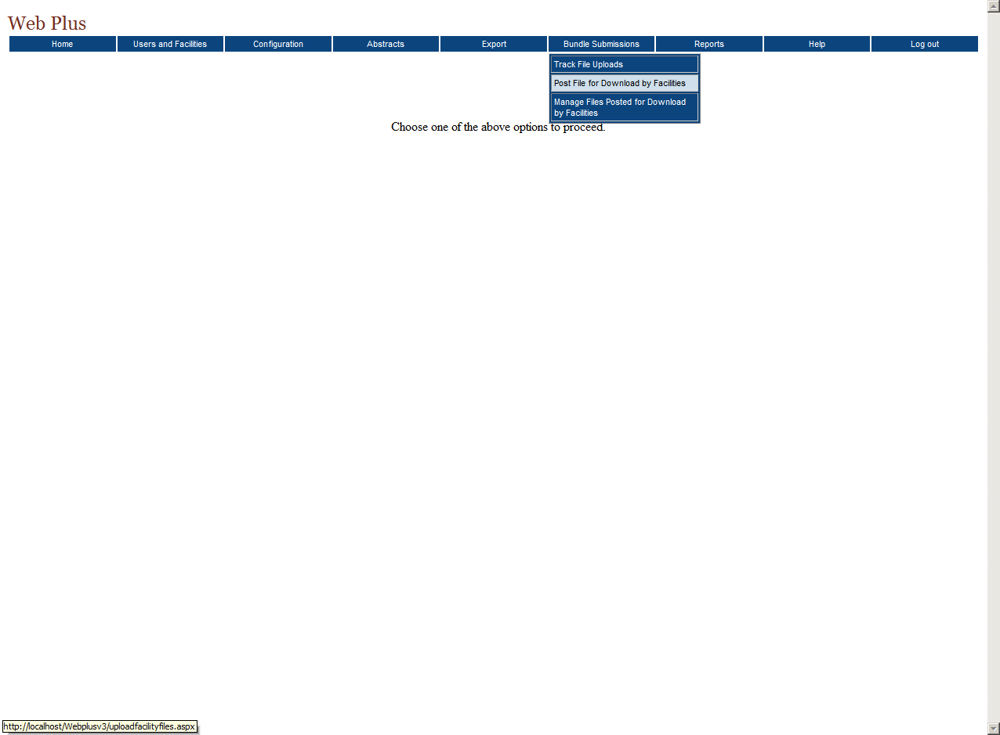 Web Plus
Home Users and Facilities Configuration Abstracts Export Bundle Submissions Reports Help Log out
Track File Uploads
Post File for Download by Facilities
Manage Files Posted for Download
by Facilities
Choose one of the above options to proceed.
http://localhost/Webplusv3/uploadfacilityfiles.aspx